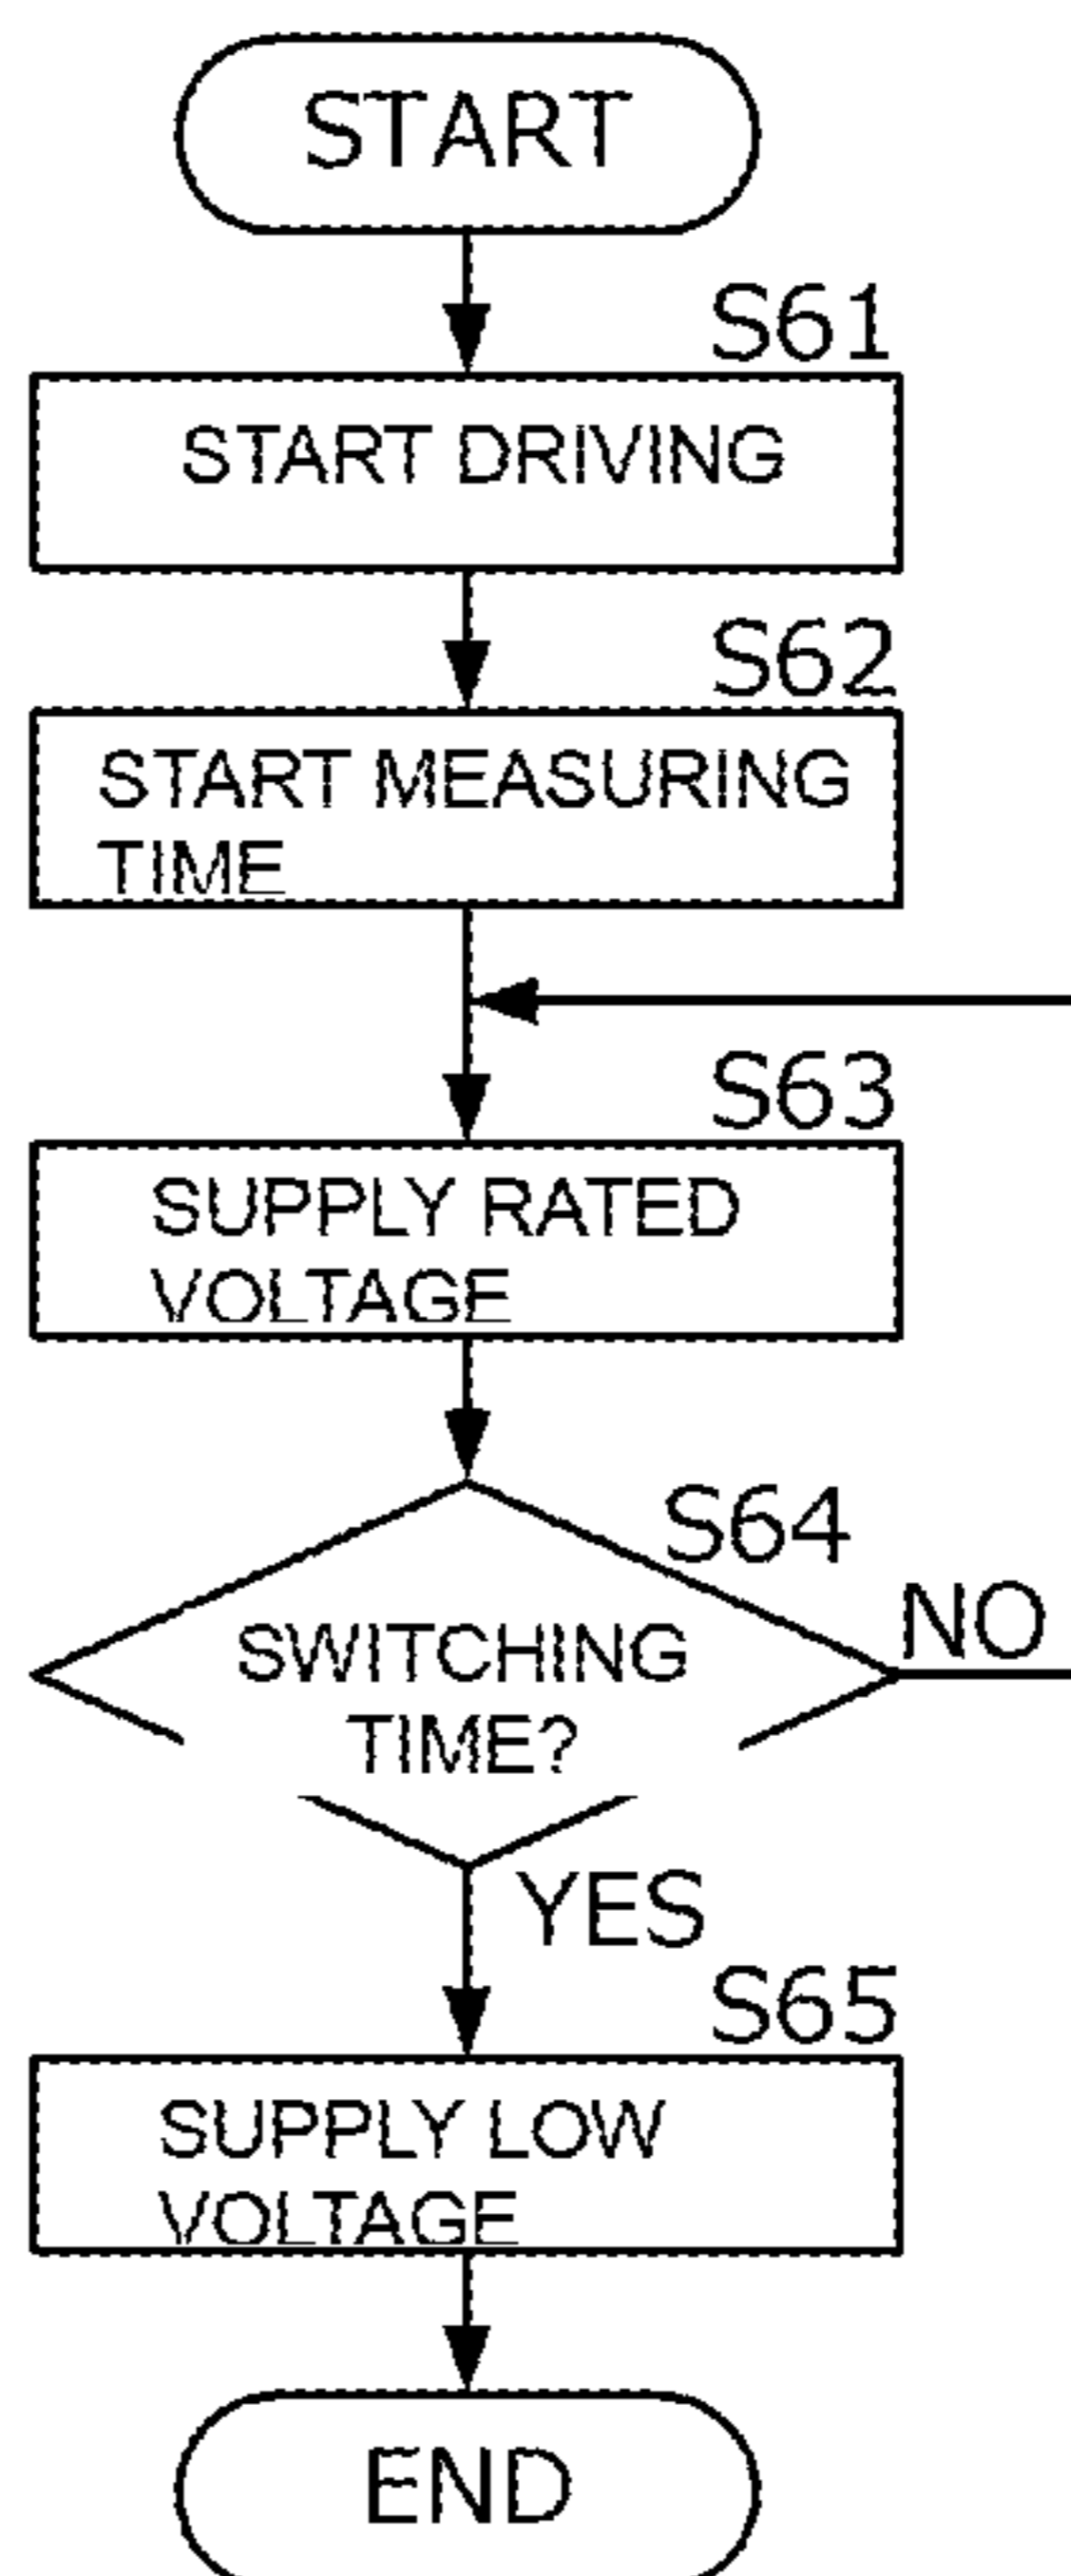 START
S61
START DRIVING
S62
START MEASURING
TIME
S63
SUPPLY RATED
VOLTAGE
S64
SWITCHING
TIME?
NO
YES
S65
SUPPLY LOW
VOLTAGE
END